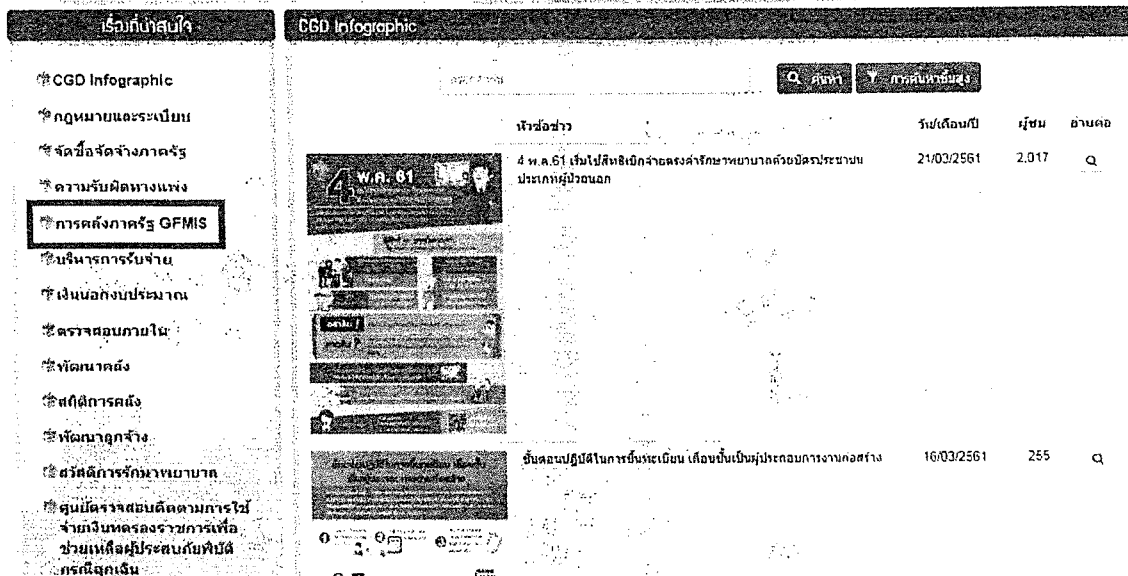 เรื่องที่น่าสนใจ
CGD Infographic
CGD Infographic
กฎหมายและระเบียบ
จัดซื้อจัดจ้างภาครัฐ
ความรับผิดทางแพ่ง
การคลังภาครัฐ GFMIS
บริหารการรับจ่าย
เงินนอกงบประมาณ
ตรวจสอบภายใน
พัฒนาคลัง
สถิติการคลัง
พัฒนาลูกจ้าง
สวัสดิการรักษาพยาบาล
ศูนย์ตรวจสอบติดตามการใช้
จ่ายเงินทดรองราชการเพื่อ
ช่วยเหลือผู้ประสบภัยพิบัติ
กรณีฉุกเฉิน
ค้นหา การค้นหาขั้นสูง
หัวข้อข่าว วัน/เดือน/ปี ผู้ชม อ่านต่อ
4 พ.ค. 61
4 พ.ค.61 เริ่มใช้สิทธิเบิกจ่ายตรงค่ารักษาพยาบาลด้วยบัตรประชาชน 21/03/2561 2,017
ประเภทผู้ป่วยนอก
ขั้นตอนปฏิบัติในการขึ้นทะเบียน เลื่อนชั้นเป็นผู้ประกอบการงานก่อสร้าง 16/03/2561 255